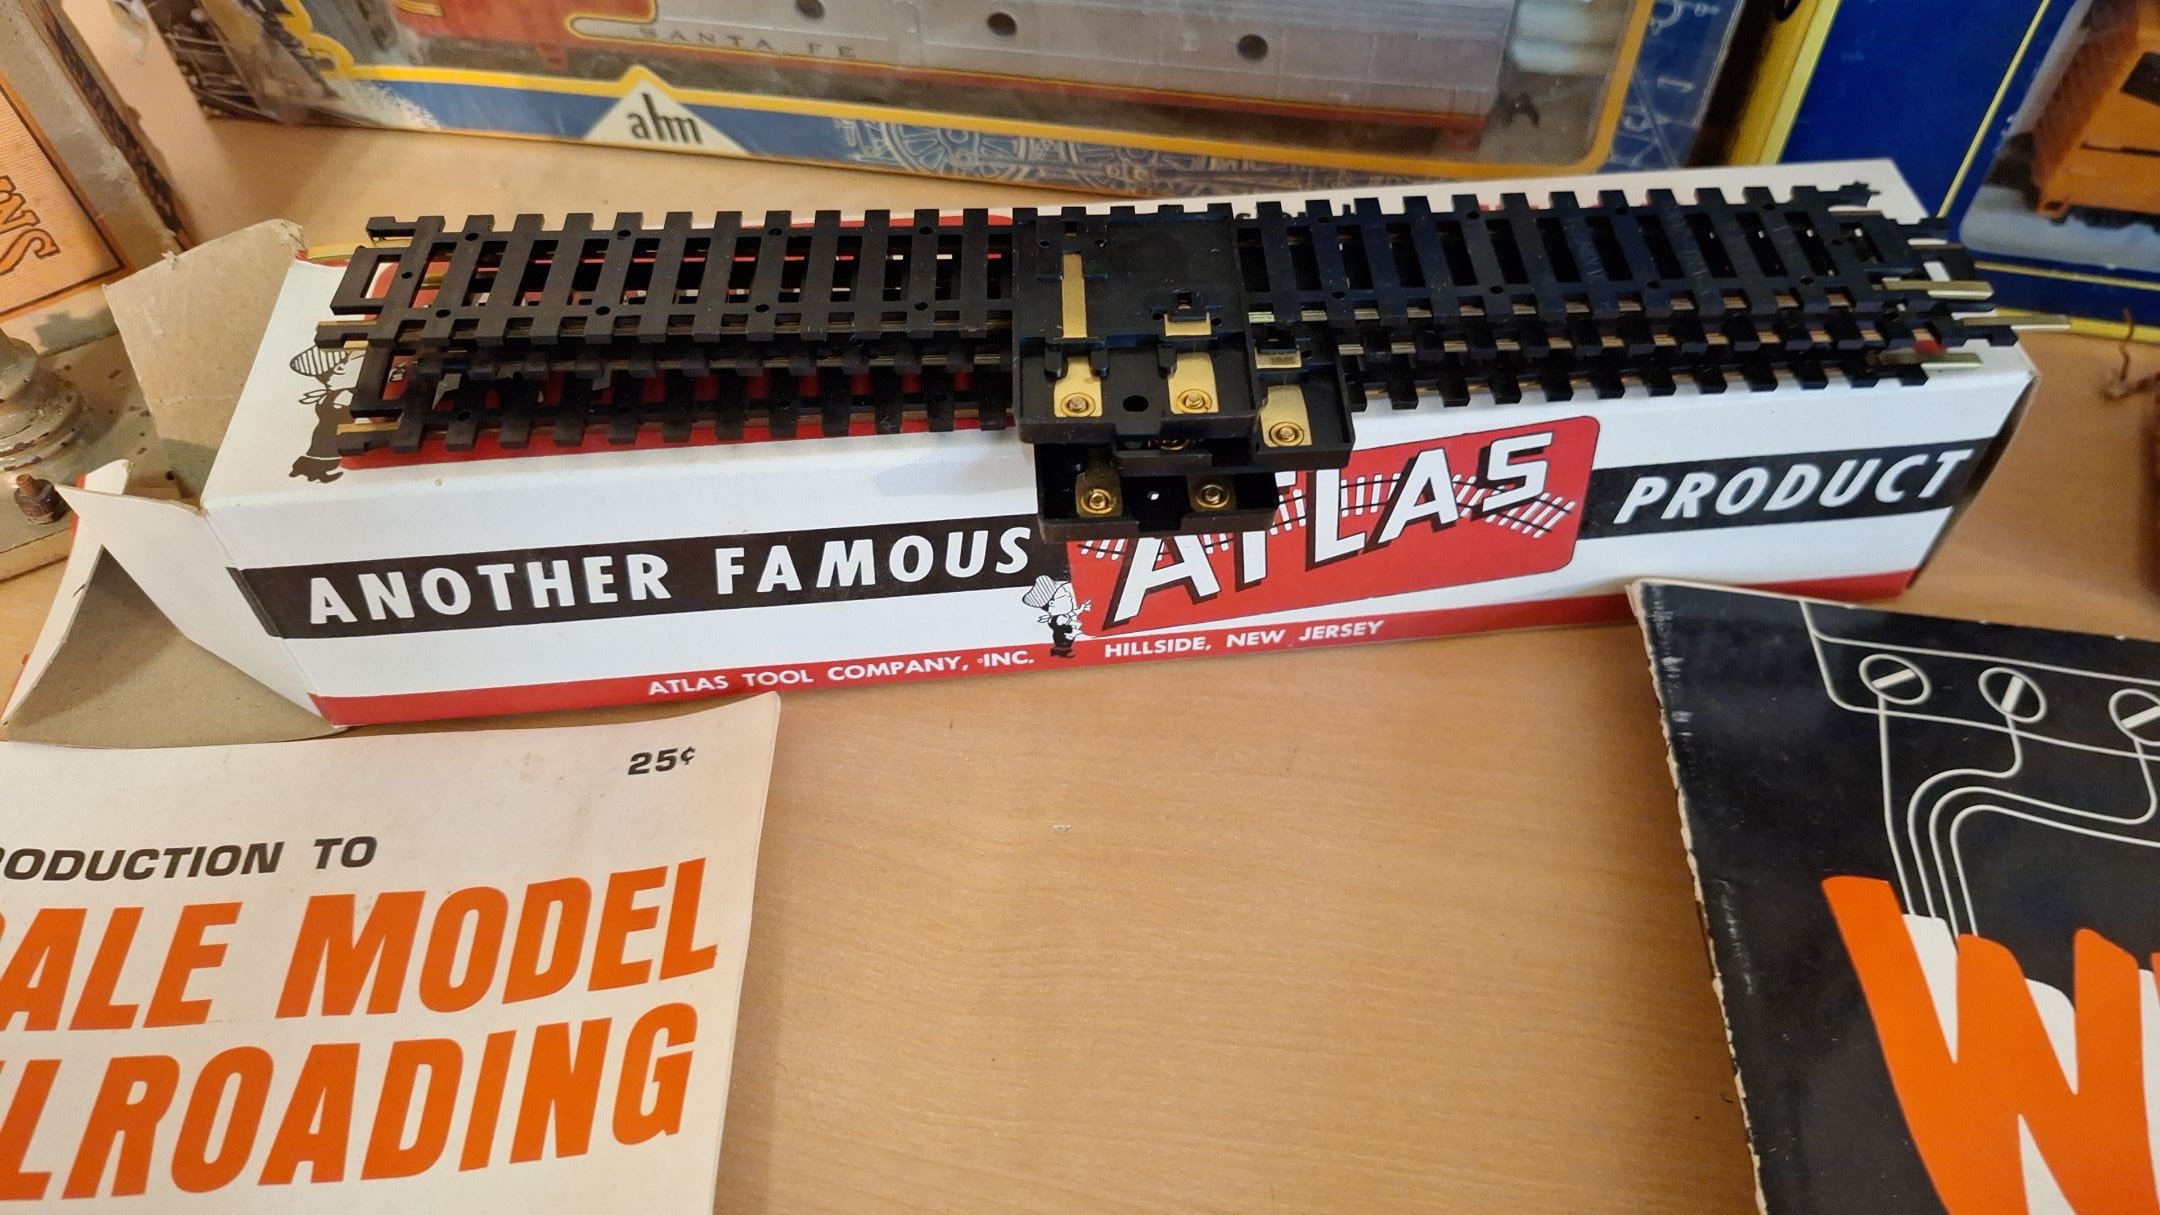 SANTA FE
ahm
ANOTHER FAMOUS ATLAS PRODUCT
ATLAS TOOL COMPANY, INC. HILLSIDE, NEW JERSEY
25¢
RODUCTION TO
ALE MODEL
LROADING
W